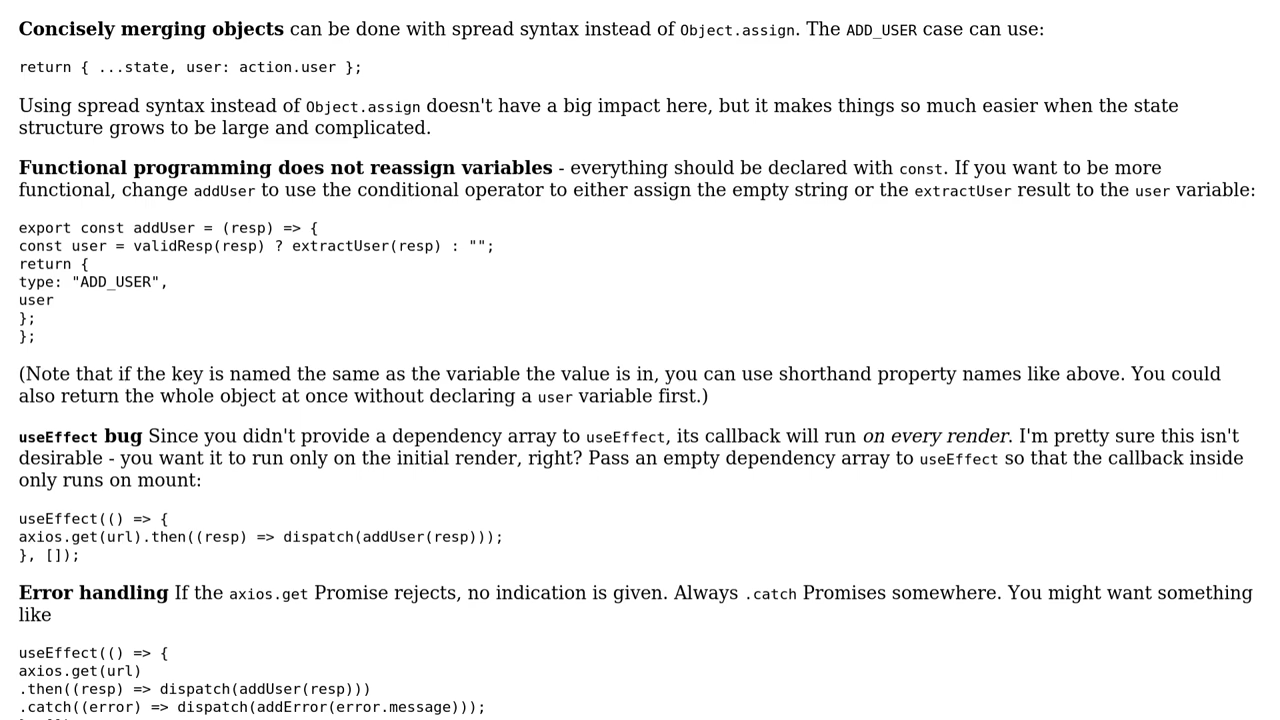 Concisely merging objects can be done with spread syntax instead of Object.assign. The ADD_USER case can use:
return { ...state, user: action.user };
Using spread syntax instead of Object.assign doesn't have a big impact here, but it makes things so much easier when the state
structure grows to be large and complicated.
Functional programming does not reassign variables - everything should be declared with const. If you want to be more
functional, change addUser to use the conditional operator to either assign the empty string or the extractUser result to the user variable:
export const addUser = (resp) => {
const user = validResp(resp) ? extractUser(resp) : "";
return {
type: "ADD_USER",
user
};
};
(Note that if the key is named the same as the variable the value is in, you can use shorthand property names like above. You could
also return the whole object at once without declaring a user variable first.)
useEffect bug Since you didn't provide a dependency array to useEffect, its callback will run on every render. I'm pretty sure this isn't
desirable - you want it to run only on the initial render, right? Pass an empty dependency array to useEffect so that the callback inside
only runs on mount:
useEffect(() => {
axios.get(url).then((resp) => dispatch(addUser(resp)));
}, []);
Error handling If the axios.get Promise rejects, no indication is given. Always .catch Promises somewhere. You might want something
like
useEffect(() => {
axios.get(url)
.then((resp) => dispatch(addUser(resp)))
.catch((error) => dispatch(addError(error.message)));